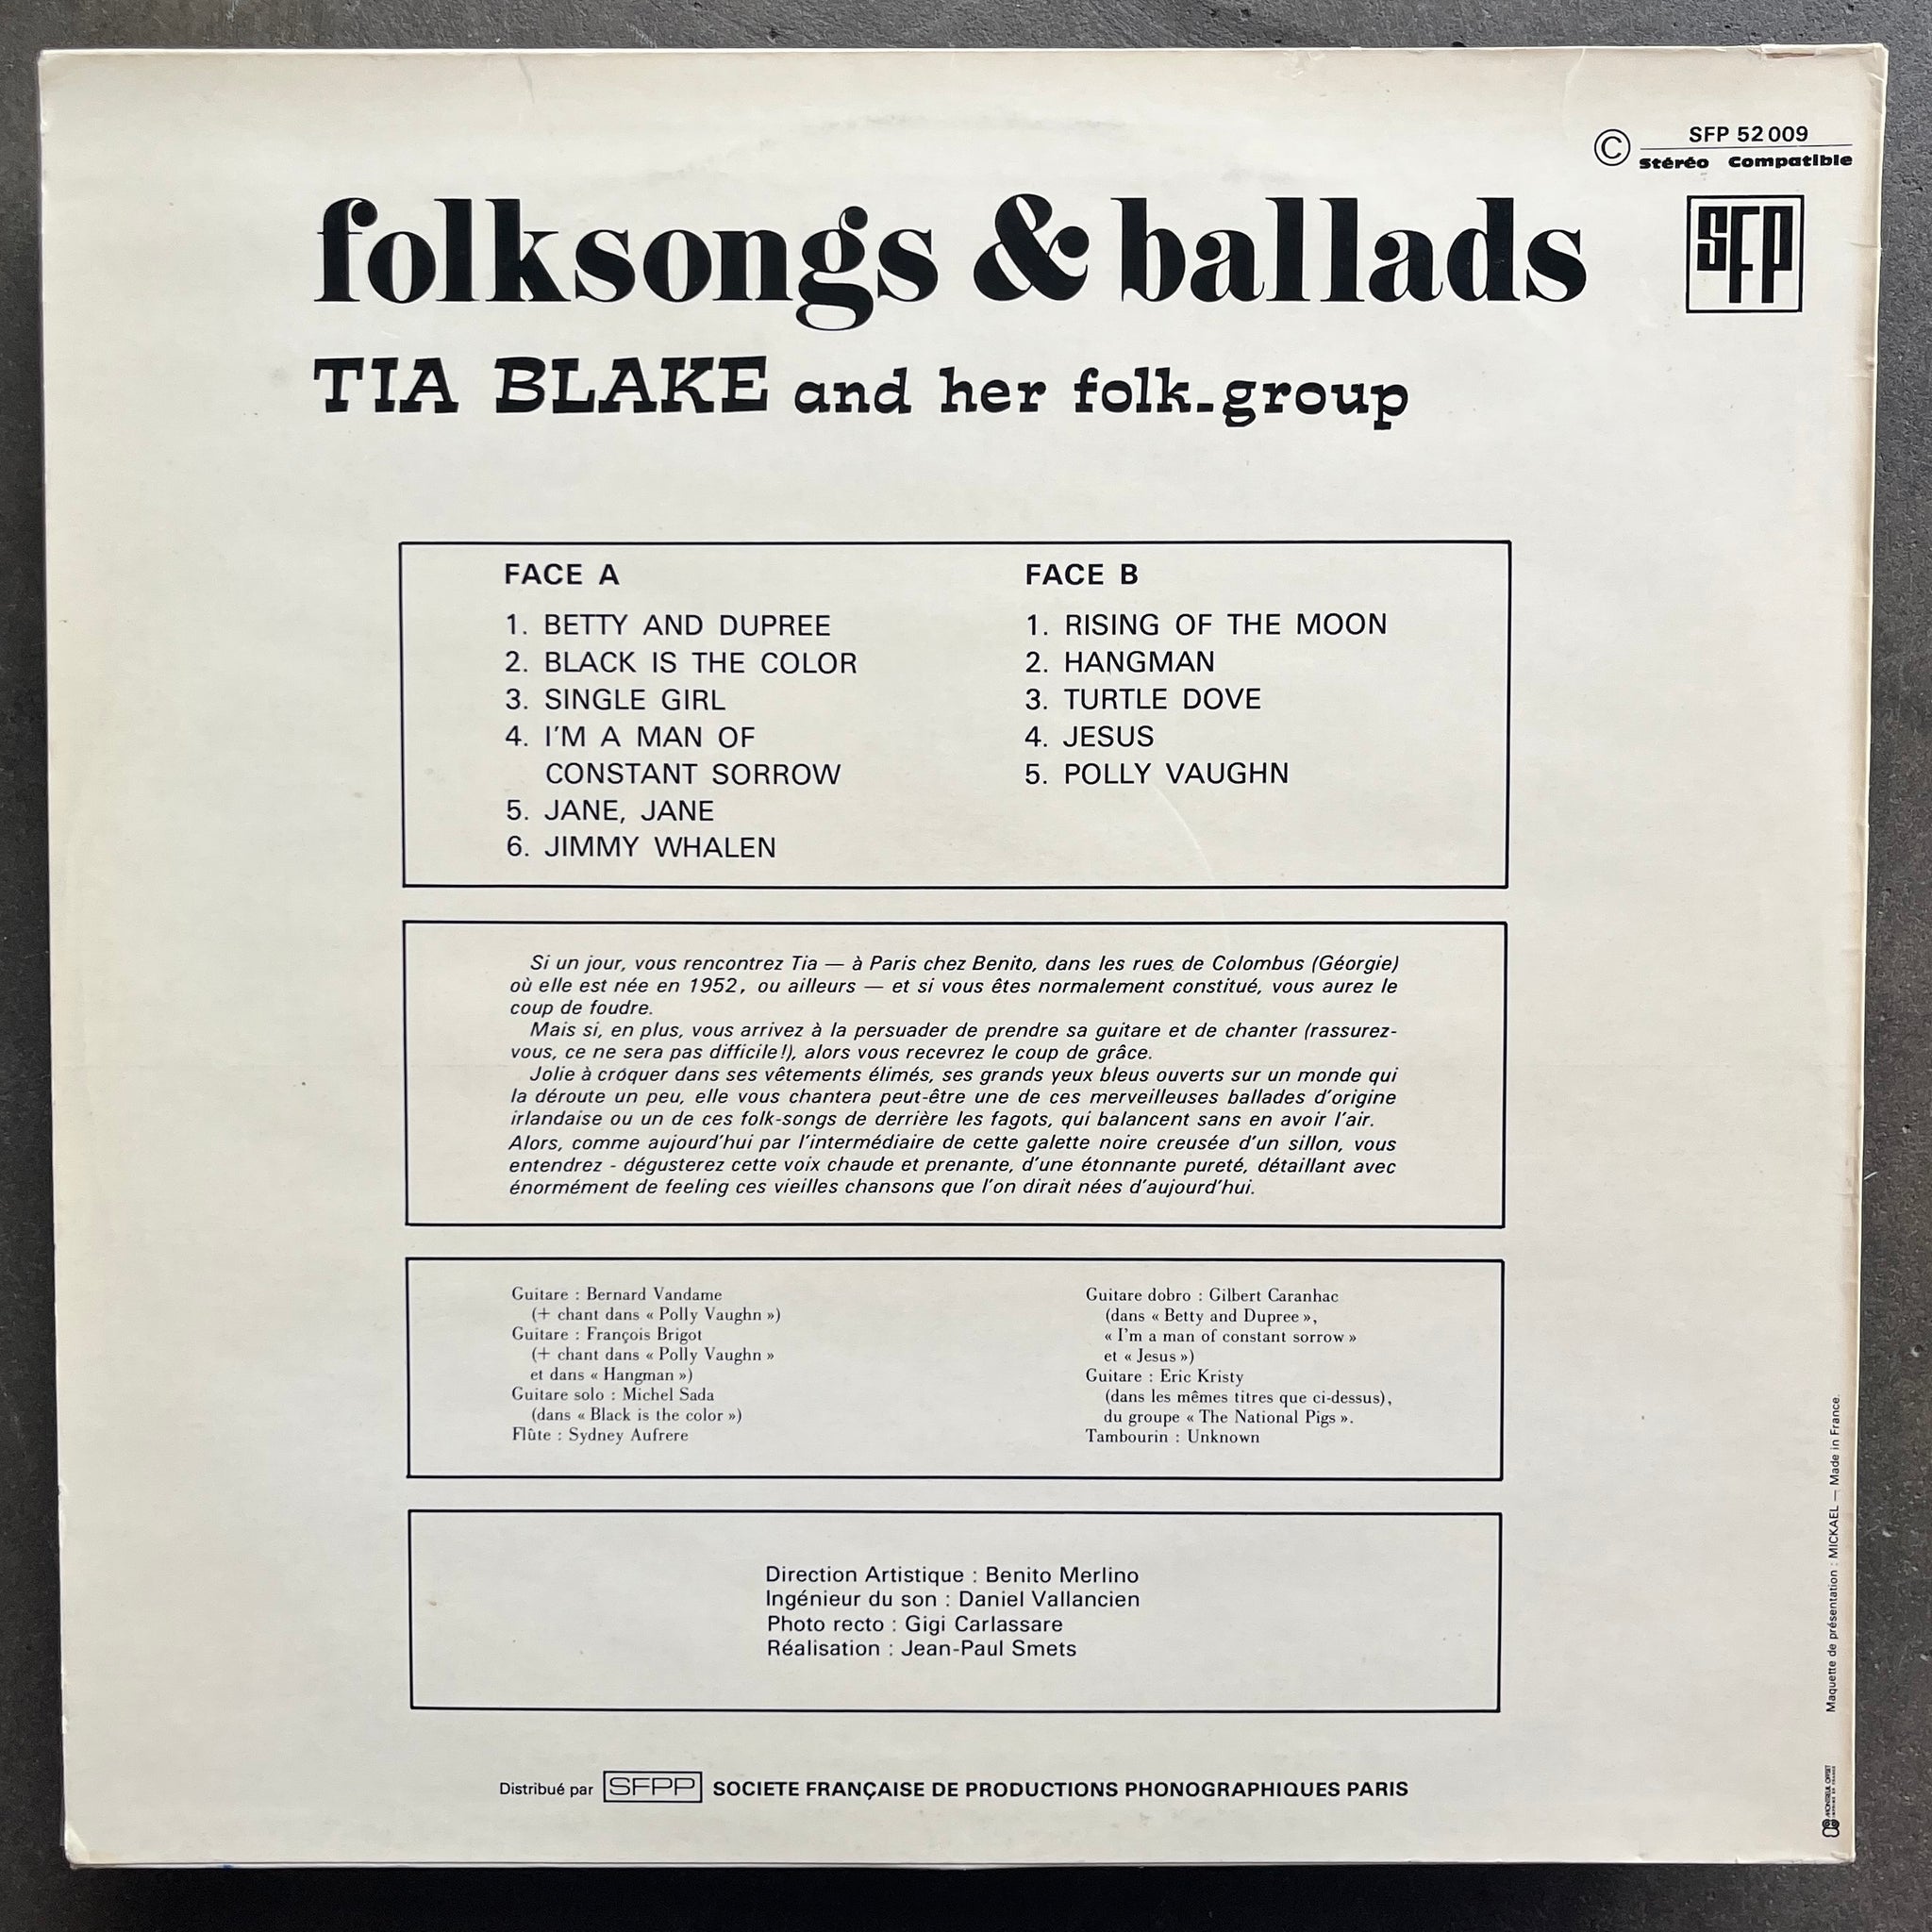 © SFP 52 009
Stéréo Compatible
SFP
folksongs & ballads
TIA BLAKE and her folk-group
FACE A
1. BETTY AND DUPREE
2. BLACK IS THE COLOR
3. SINGLE GIRL
4. I'M A MAN OF
CONSTANT SORROW
5. JANE, JANE
6. JIMMY WHALEN
FACE B
1. RISING OF THE MOON
2. HANGMAN
3. TURTLE DOVE
4. JESUS
5. POLLY VAUGHN
Si un jour, vous rencontrez Tia — à Paris chez Benito, dans les rues de Colombus (Géorgie)
où elle est née en 1952, ou ailleurs — et si vous êtes normalement constitué, vous aurez le
coup de foudre.
Mais si, en plus, vous arrivez à la persuader de prendre sa guitare et de chanter (rassurez-
vous, ce ne sera pas difficile !), alors vous recevrez le coup de grâce.
Jolie à croquer dans ses vêtements élimés, ses grands yeux bleus ouverts sur un monde qui
la déroute un peu, elle vous chantera peut-être une de ces merveilleuses ballades d'origine
irlandaise ou un de ces folk-songs de derrière les fagots, qui balancent sans en avoir l'air.
Alors, comme aujourd'hui par l'intermédiaire de cette galette noire creusée d'un sillon, vous
entendrez - dégusterez cette voix chaude et prenante, d'une étonnante pureté, détaillant avec
énormément de feeling ces vieilles chansons que l'on dirait nées d'aujourd'hui.
Guitare : Bernard Vandame
(+ chant dans « Polly Vaughn »)
Guitare : François Brigot
(+ chant dans « Polly Vaughn »
et dans « Hangman »)
Guitare solo : Michel Sada
(dans « Black is the color »)
Flûte : Sydney Aufrere
Guitare dobro : Gilbert Caranhac
(dans « Betty and Dupree »,
« I'm a man of constant sorrow »
et « Jesus »)
Guitare : Eric Kristy
(dans les mêmes titres que ci-dessus),
du groupe « The National Pigs ».
Tambourin : Unknown
Direction Artistique : Benito Merlino
Ingénieur du son : Daniel Vallancien
Photo recto : Gigi Carlassare
Réalisation : Jean-Paul Smets
Distribué par SFPP SOCIETE FRANÇAISE DE PRODUCTIONS PHONOGRAPHIQUES PARIS
Maquette de présentation : MICKAEL — Made in France.